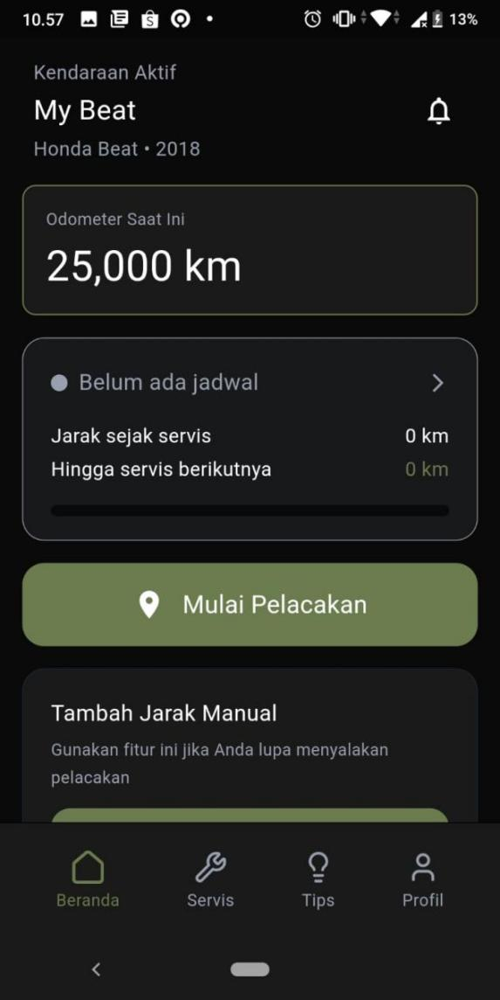 10.57 13%
Kendaraan Aktif
My Beat
Honda Beat • 2018
Odometer Saat Ini
25,000 km
Belum ada jadwal
Jarak sejak servis 0 km
Hingga servis berikutnya 0 km
Mulai Pelacakan
Tambah Jarak Manual
Gunakan fitur ini jika Anda lupa menyalakan
pelacakan
Beranda Servis Tips Profil